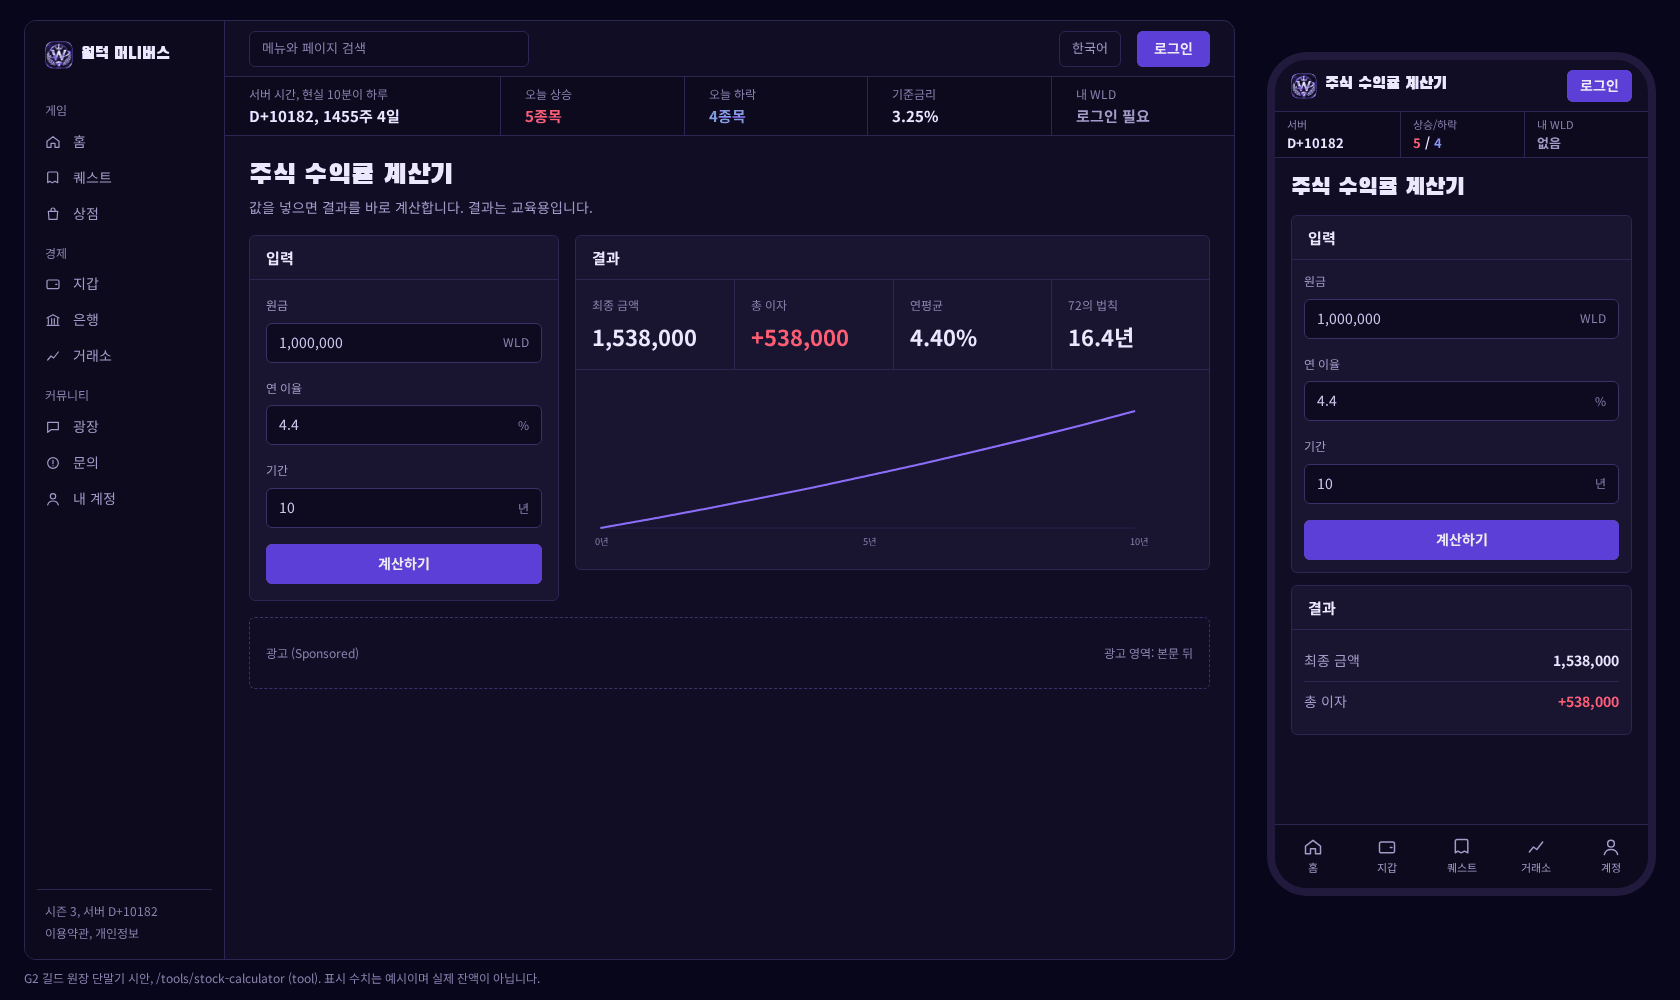 월덕 머니버스
게임
홈
퀘스트
상점
경제
지갑
은행
거래소
커뮤니티
광장
문의
내 계정
시즌 3, 서버 D+10182
이용약관, 개인정보
메뉴와 페이지 검색
한국어
로그인
서버 시간, 현실 10분이 하루
D+10182, 1455주 4일
오늘 상승
5종목
오늘 하락
4종목
기준금리
3.25%
내 WLD
로그인 필요
주식 수익률 계산기
값을 넣으면 결과를 바로 계산합니다. 결과는 교육용입니다.
입력
원금
1,000,000 WLD
연 이율
4.4 %
기간
10 년
계산하기
결과
최종 금액
1,538,000
총 이자
+538,000
연평균
4.40%
72의 법칙
16.4년
0년 5년 10년
광고 (Sponsored) 광고 영역: 본문 뒤
W 주식 수익률 계산기
로그인
서버
D+10182
상승/하락
5 / 4
내 WLD
없음
주식 수익률 계산기
입력
원금
1,000,000 WLD
연 이율
4.4 %
기간
10 년
계산하기
결과
최종 금액 1,538,000
총 이자 +538,000
홈 지갑 퀘스트 거래소 계정
G2 길드 원장 단말기 시안, /tools/stock-calculator (tool). 표시 수치는 예시이며 실제 잔액이 아닙니다.